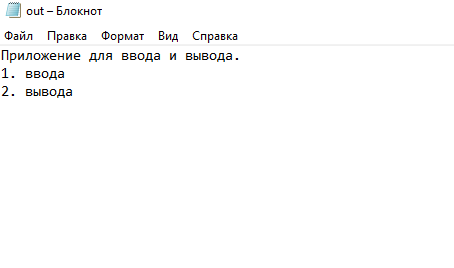 out – Блокнот
Файл Правка Формат Вид Справка
Приложение для ввода и вывода.
1. ввода
2. вывода